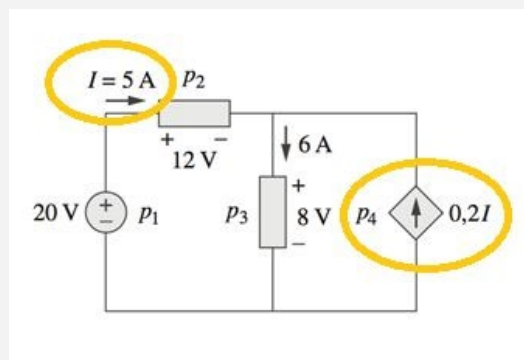 I = 5 A p2
+ –
12 V
6 A
20 V + – p1
p3 + 8 V –
p4 0,2I